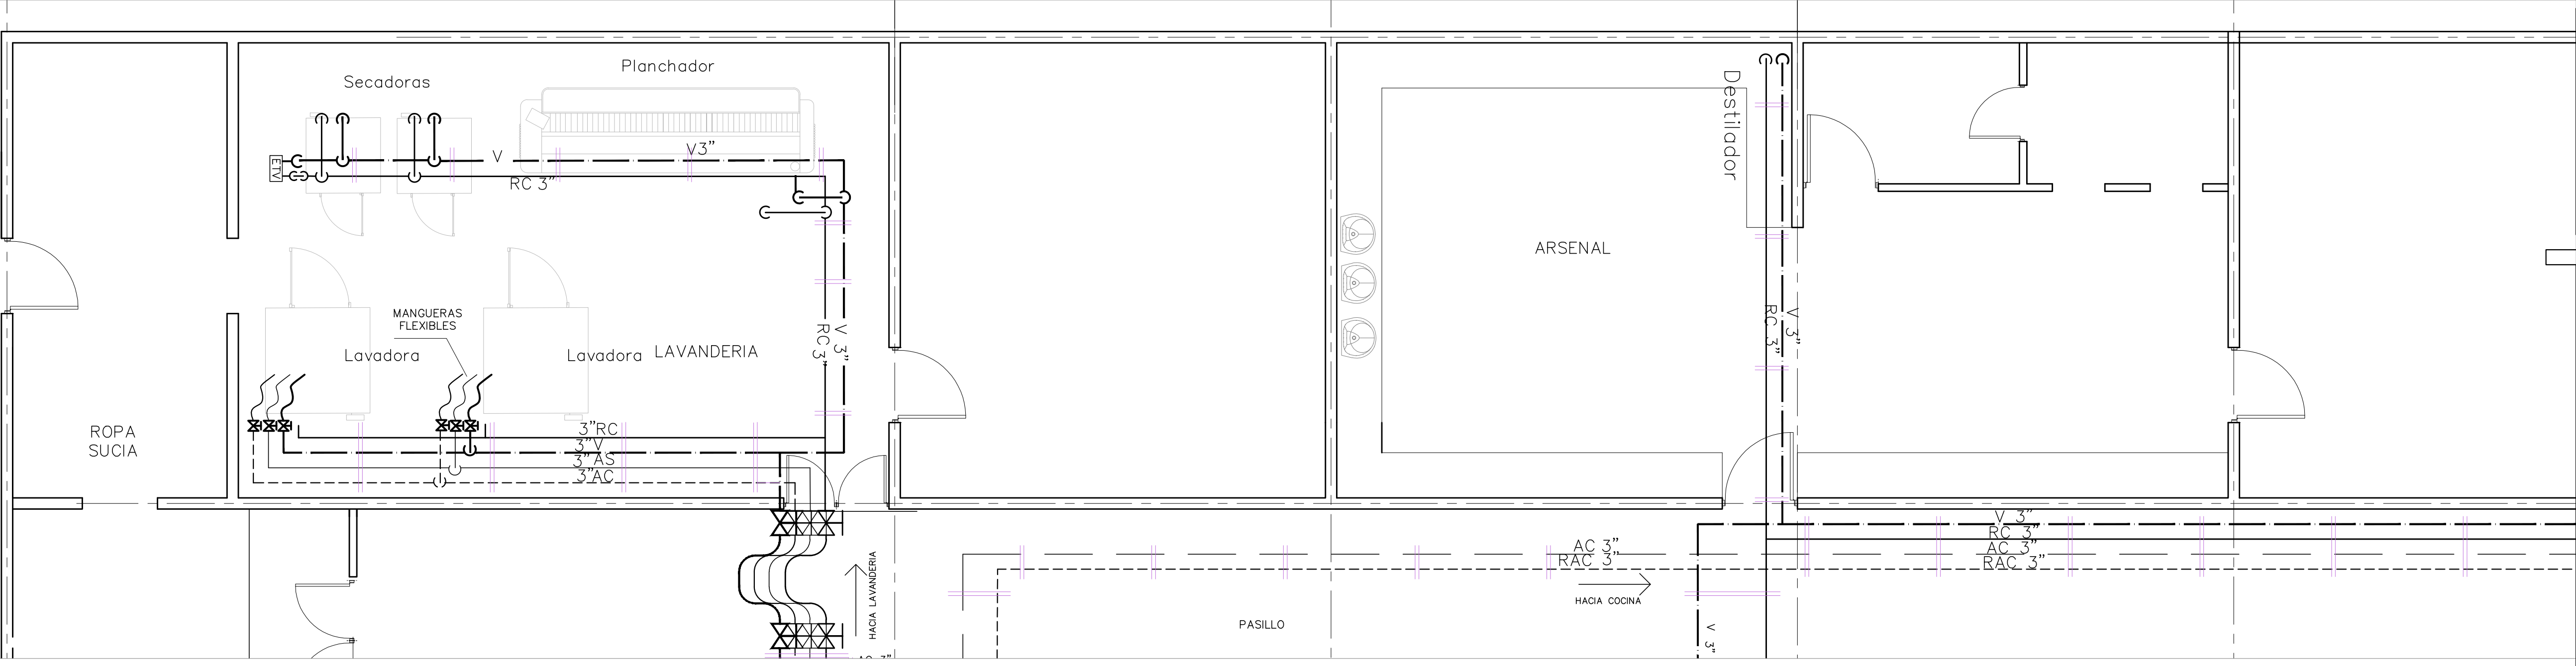 Secadoras
Planchador
Destilador
ETV
V
V3"
RC 3"
ARSENAL
MANGUERAS
FLEXIBLES
Lavadora
Lavadora
LAVANDERIA
V 3"
RC 3"
V 3"
RC 3"
ROPA
SUCIA
3"RC
3"V
3"AS
3"AC
V 3"
RC 3"
AC 3"
RAC 3"
AC 3"
RAC 3"
HACIA LAVANDERIA
HACIA COCINA
PASILLO
V 3"